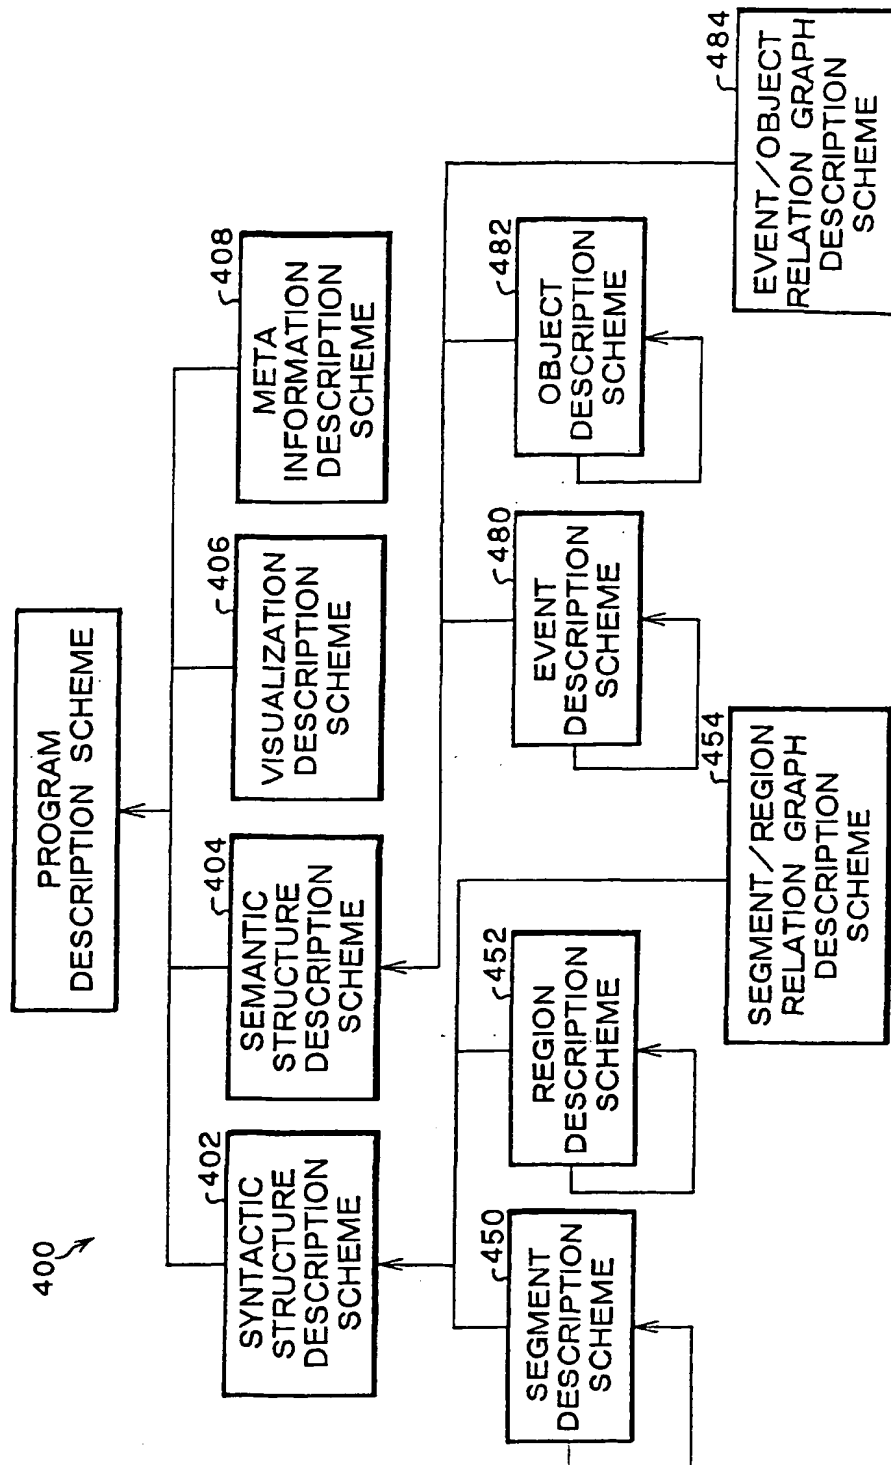 400
PROGRAM
DESCRIPTION SCHEME
402
SYNTACTIC
STRUCTURE
DESCRIPTION
SCHEME
404
SEMANTIC
STRUCTURE
DESCRIPTION
SCHEME
406
VISUALIZATION
DESCRIPTION
SCHEME
408
META
INFORMATION
DESCRIPTION
SCHEME
450
SEGMENT
DESCRIPTION
SCHEME
452
REGION
DESCRIPTION
SCHEME
454
SEGMENT/REGION
RELATION GRAPH
DESCRIPTION
SCHEME
480
EVENT
DESCRIPTION
SCHEME
482
OBJECT
DESCRIPTION
SCHEME
484
EVENT/OBJECT
RELATION GRAPH
DESCRIPTION
SCHEME